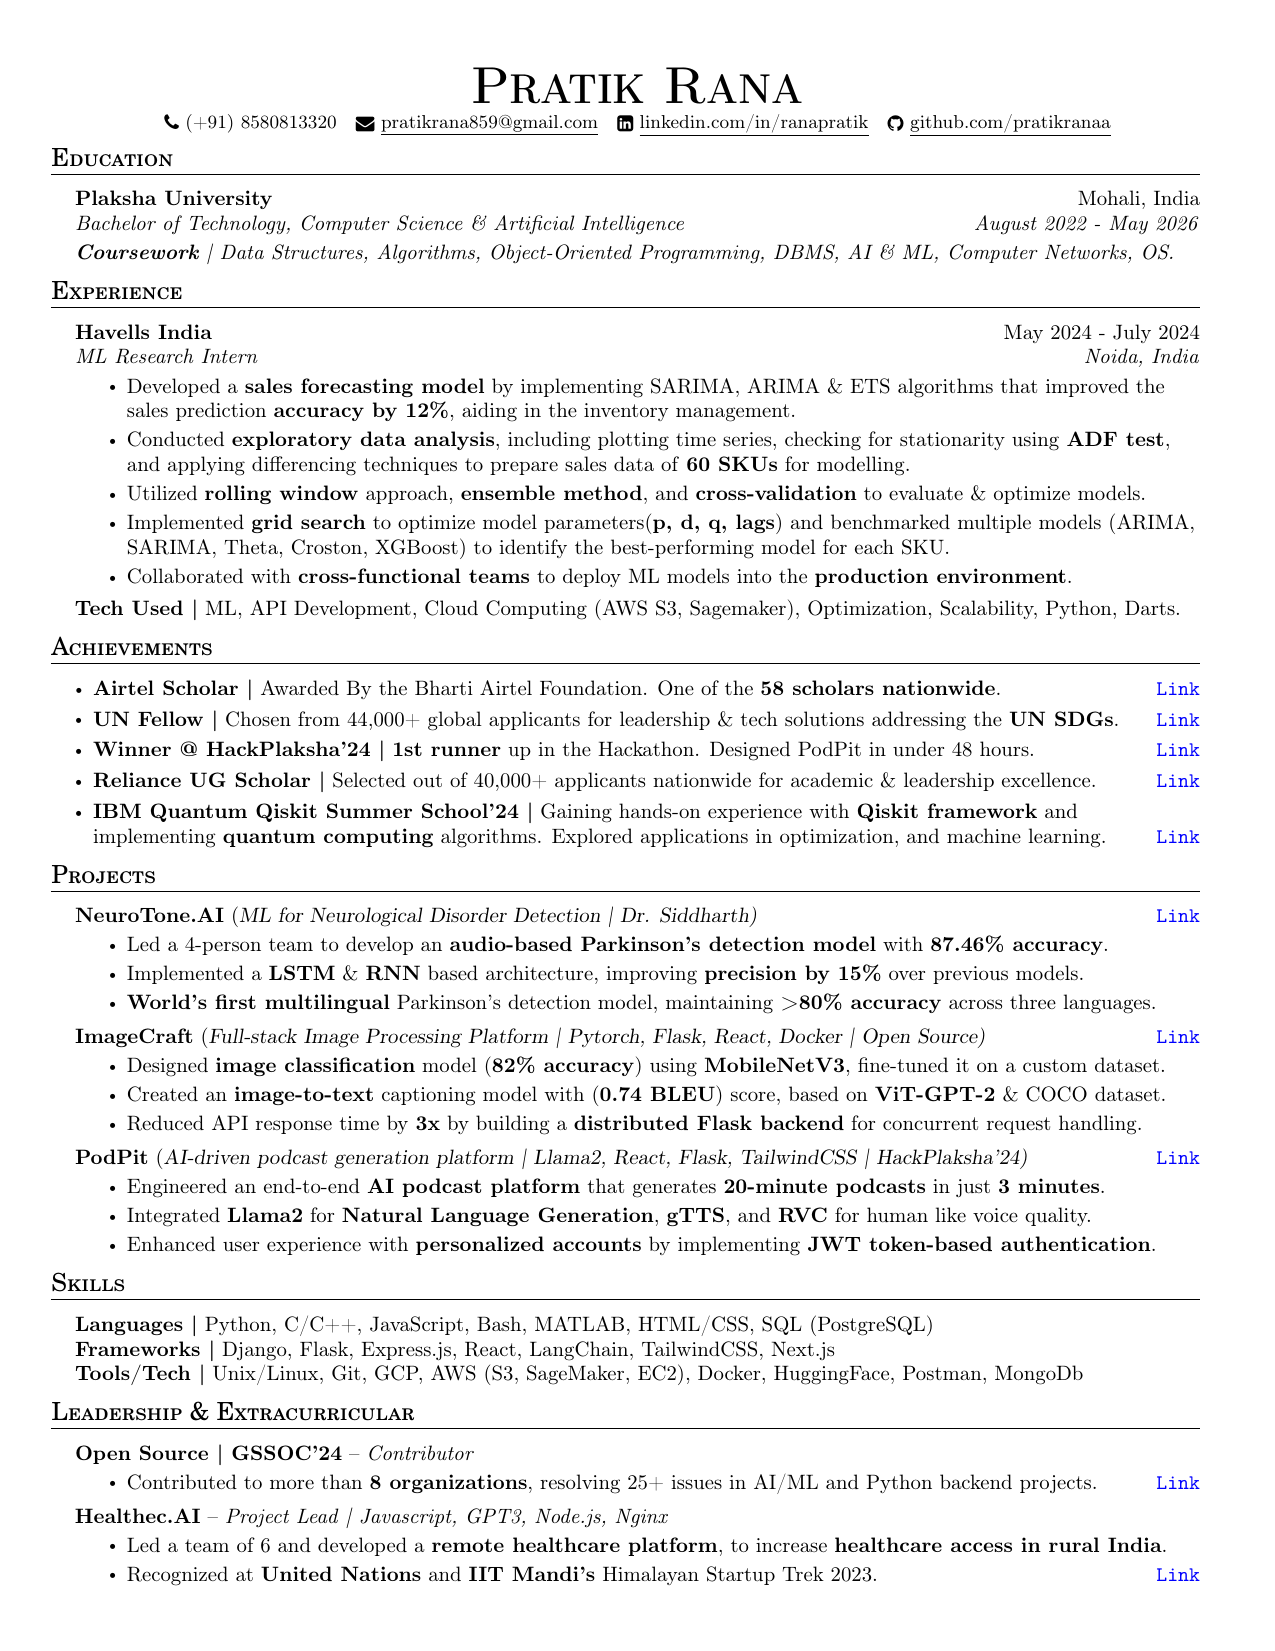 Pratik Rana
(+91) 8580813320 pratikrana859@gmail.com linkedin.com/in/ranapratik github.com/pratikranaa
Education
Plaksha University Mohali, India
Bachelor of Technology, Computer Science & Artificial Intelligence August 2022 - May 2026
Coursework | Data Structures, Algorithms, Object-Oriented Programming, DBMS, AI & ML, Computer Networks, OS.
Experience
Havells India May 2024 - July 2024
ML Research Intern Noida, India
• Developed a sales forecasting model by implementing SARIMA, ARIMA & ETS algorithms that improved the
sales prediction accuracy by 12%, aiding in the inventory management.
• Conducted exploratory data analysis, including plotting time series, checking for stationarity using ADF test,
and applying differencing techniques to prepare sales data of 60 SKUs for modelling.
• Utilized rolling window approach, ensemble method, and cross-validation to evaluate & optimize models.
• Implemented grid search to optimize model parameters(p, d, q, lags) and benchmarked multiple models (ARIMA,
SARIMA, Theta, Croston, XGBoost) to identify the best-performing model for each SKU.
• Collaborated with cross-functional teams to deploy ML models into the production environment.
Tech Used | ML, API Development, Cloud Computing (AWS S3, Sagemaker), Optimization, Scalability, Python, Darts.
Achievements
• Airtel Scholar | Awarded By the Bharti Airtel Foundation. One of the 58 scholars nationwide. Link
• UN Fellow | Chosen from 44,000+ global applicants for leadership & tech solutions addressing the UN SDGs. Link
• Winner @ HackPlaksha'24 | 1st runner up in the Hackathon. Designed PodPit in under 48 hours. Link
• Reliance UG Scholar | Selected out of 40,000+ applicants nationwide for academic & leadership excellence. Link
• IBM Quantum Qiskit Summer School'24 | Gaining hands-on experience with Qiskit framework and
implementing quantum computing algorithms. Explored applications in optimization, and machine learning. Link
Projects
NeuroTone.AI (ML for Neurological Disorder Detection | Dr. Siddharth) Link
• Led a 4-person team to develop an audio-based Parkinson's detection model with 87.46% accuracy.
• Implemented a LSTM & RNN based architecture, improving precision by 15% over previous models.
• World's first multilingual Parkinson's detection model, maintaining >80% accuracy across three languages.
ImageCraft (Full-stack Image Processing Platform | Pytorch, Flask, React, Docker | Open Source) Link
• Designed image classification model (82% accuracy) using MobileNetV3, fine-tuned it on a custom dataset.
• Created an image-to-text captioning model with (0.74 BLEU) score, based on ViT-GPT-2 & COCO dataset.
• Reduced API response time by 3x by building a distributed Flask backend for concurrent request handling.
PodPit (AI-driven podcast generation platform | Llama2, React, Flask, TailwindCSS | HackPlaksha'24) Link
• Engineered an end-to-end AI podcast platform that generates 20-minute podcasts in just 3 minutes.
• Integrated Llama2 for Natural Language Generation, gTTS, and RVC for human like voice quality.
• Enhanced user experience with personalized accounts by implementing JWT token-based authentication.
Skills
Languages | Python, C/C++, JavaScript, Bash, MATLAB, HTML/CSS, SQL (PostgreSQL)
Frameworks | Django, Flask, Express.js, React, LangChain, TailwindCSS, Next.js
Tools/Tech | Unix/Linux, Git, GCP, AWS (S3, SageMaker, EC2), Docker, HuggingFace, Postman, MongoDb
Leadership & Extracurricular
Open Source | GSSOC'24 – Contributor
• Contributed to more than 8 organizations, resolving 25+ issues in AI/ML and Python backend projects. Link
Healthec.AI – Project Lead | Javascript, GPT3, Node.js, Nginx
• Led a team of 6 and developed a remote healthcare platform, to increase healthcare access in rural India.
• Recognized at United Nations and IIT Mandi's Himalayan Startup Trek 2023. Link